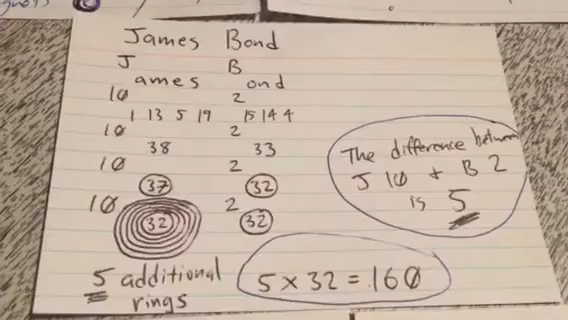 James Bond
J B
ames ond
10 2
1 13 5 19 15 14 4
10 2
38 33
10 2
37 32
10 2
32 32
5 additional
rings
5 x 32 = 160
The difference between
J 10 + B 2
is 5